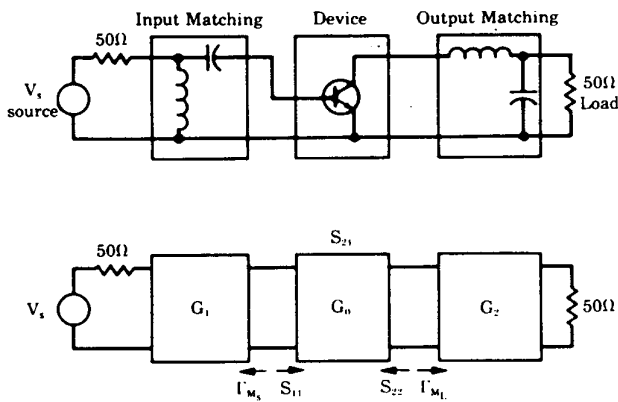 Input Matching
Device
Output Matching
50Ω
Vs
source
50Ω
Load
50Ω
S21
Vs
G1
G0
G2
50Ω
ΓMs
S11
S22
ΓML